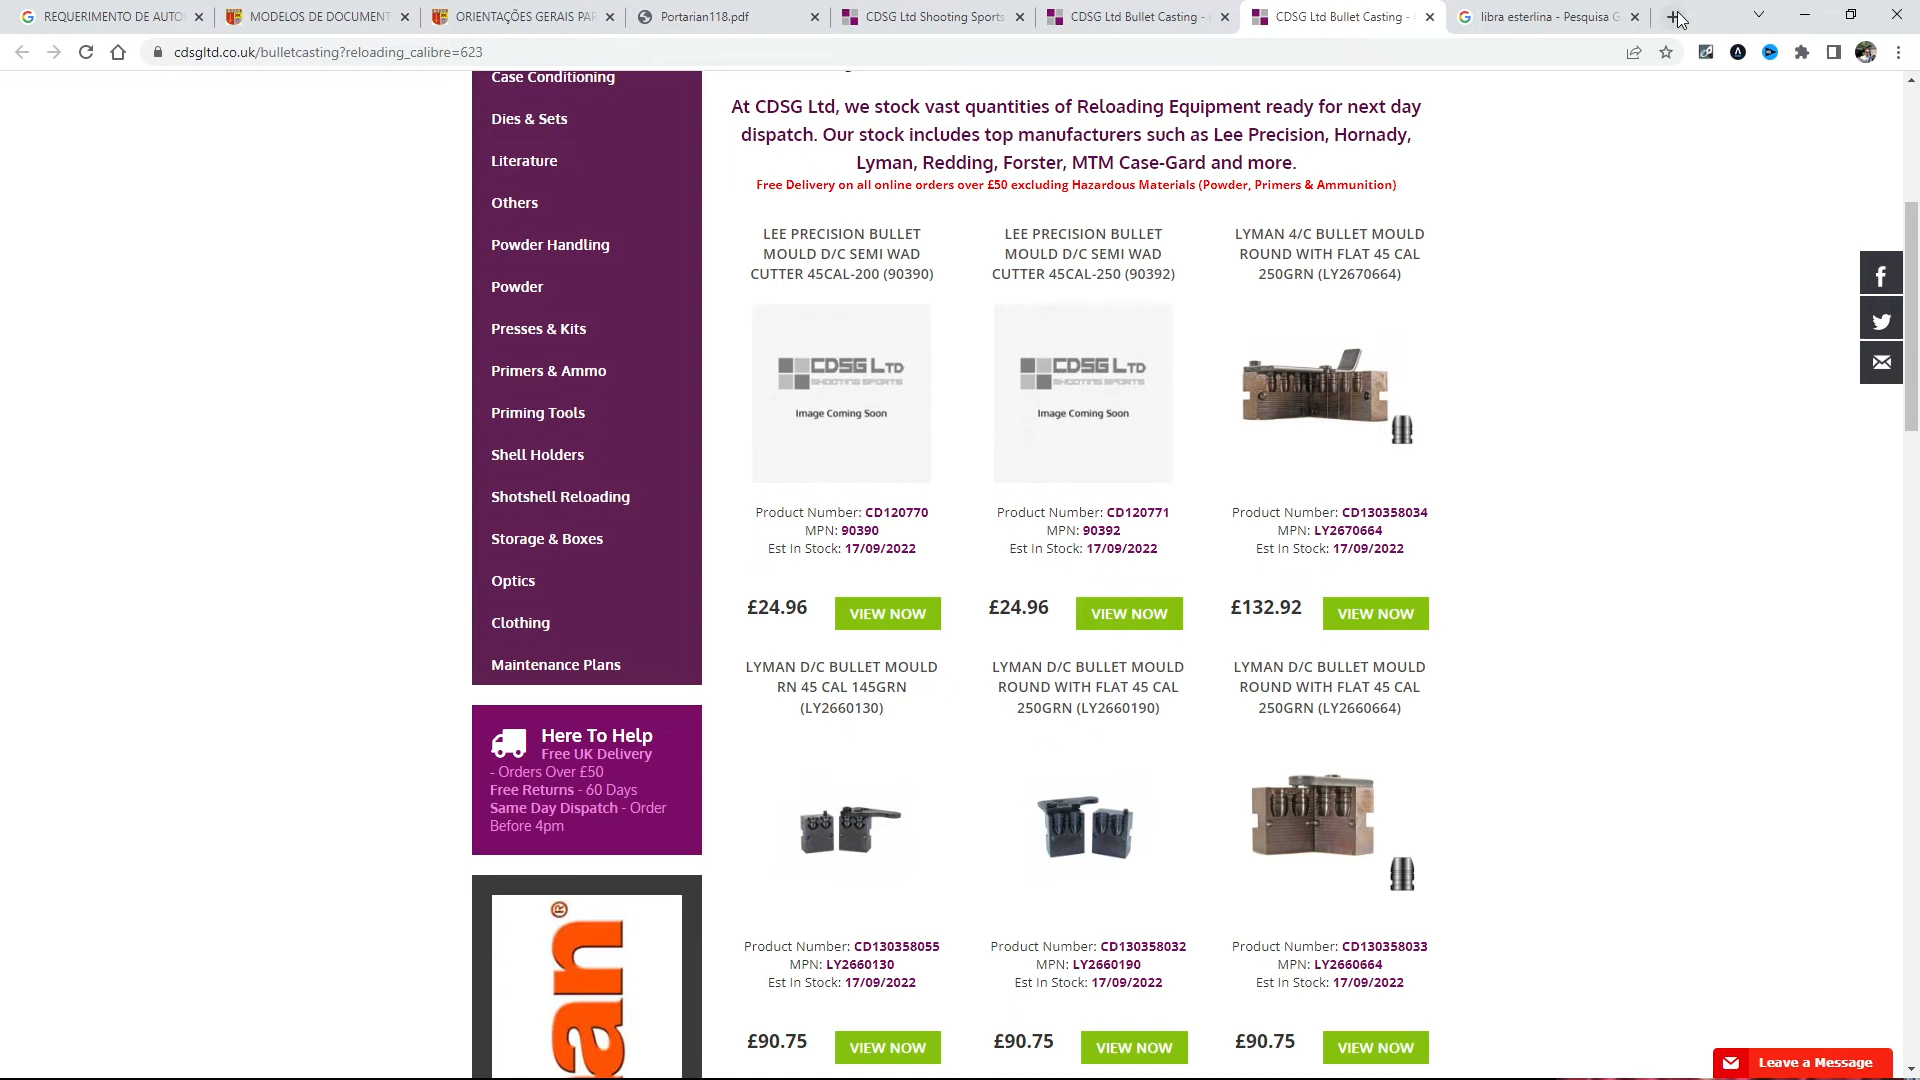 REQUERIMENTO DE AUTO
MODELOS DE DOCUMENT
ORIENTAÇÕES GERAIS PAR
Portarian118.pdf
CDSG Ltd Shooting Sports
CDSG Ltd Bullet Casting -
CDSG Ltd Bullet Casting -
libra esterlina - Pesquisa G
cdsgltd.co.uk/bulletcasting?reloading_calibre=623
Case Conditioning
Dies & Sets
Literature
Others
Powder Handling
Powder
Presses & Kits
Primers & Ammo
Priming Tools
Shell Holders
Shotshell Reloading
Storage & Boxes
Optics
Clothing
Maintenance Plans
Here To Help
Free UK Delivery
- Orders Over £50
Free Returns - 60 Days
Same Day Dispatch - Order
Before 4pm
an®
At CDSG Ltd, we stock vast quantities of Reloading Equipment ready for next day
dispatch. Our stock includes top manufacturers such as Lee Precision, Hornady,
Lyman, Redding, Forster, MTM Case-Gard and more.
Free Delivery on all online orders over £50 excluding Hazardous Materials (Powder, Primers & Ammunition)
LEE PRECISION BULLET
MOULD D/C SEMI WAD
CUTTER 45CAL-200 (90390)
CDSG LTD
SHOOTING SPORTS
Image Coming Soon
Product Number: CD120770
MPN: 90390
Est In Stock: 17/09/2022
£24.96
VIEW NOW
LEE PRECISION BULLET
MOULD D/C SEMI WAD
CUTTER 45CAL-250 (90392)
CDSG LTD
SHOOTING SPORTS
Image Coming Soon
Product Number: CD120771
MPN: 90392
Est In Stock: 17/09/2022
£24.96
VIEW NOW
LYMAN 4/C BULLET MOULD
ROUND WITH FLAT 45 CAL
250GRN (LY2670664)
Product Number: CD130358034
MPN: LY2670664
Est In Stock: 17/09/2022
£132.92
VIEW NOW
LYMAN D/C BULLET MOULD
RN 45 CAL 145GRN
(LY2660130)
Product Number: CD130358055
MPN: LY2660130
Est In Stock: 17/09/2022
£90.75
VIEW NOW
LYMAN D/C BULLET MOULD
ROUND WITH FLAT 45 CAL
250GRN (LY2660190)
Product Number: CD130358032
MPN: LY2660190
Est In Stock: 17/09/2022
£90.75
VIEW NOW
LYMAN D/C BULLET MOULD
ROUND WITH FLAT 45 CAL
250GRN (LY2660664)
Product Number: CD130358033
MPN: LY2660664
Est In Stock: 17/09/2022
£90.75
VIEW NOW
Leave a Message